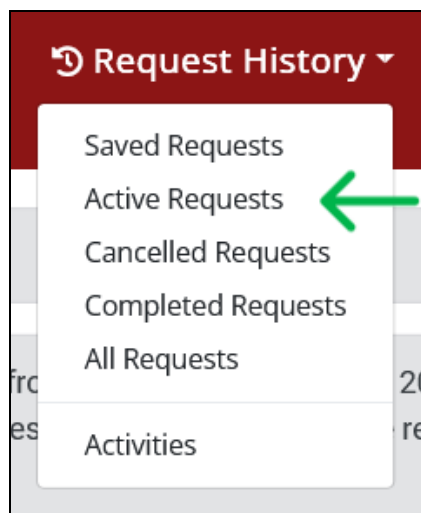 Request History
Saved Requests
Active Requests
Cancelled Requests
Completed Requests
All Requests
Activities